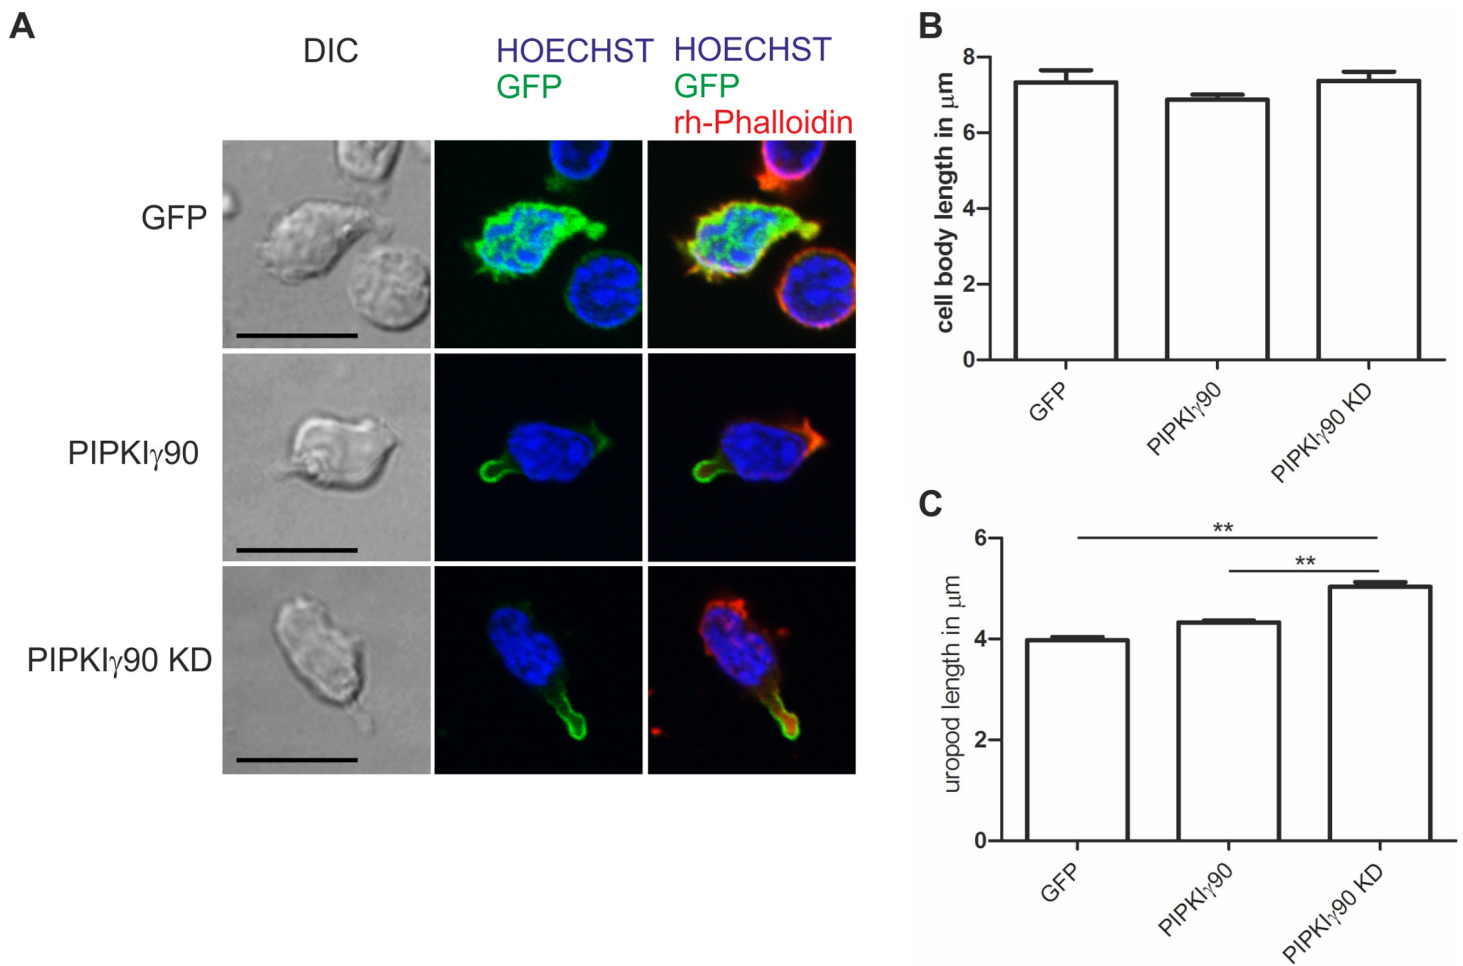 A
DIC
HOECHST
GFP
HOECHST
GFP
rh-Phalloidin
GFP
PIPKIγ90
PIPKIγ90 KD
B
cell body length in μm
8
6
4
2
0
GFP
PIPKIγ90
PIPKIγ90 KD
C
uropod length in μm
6
4
2
0
**
**
GFP
PIPKIγ90
PIPKIγ90 KD